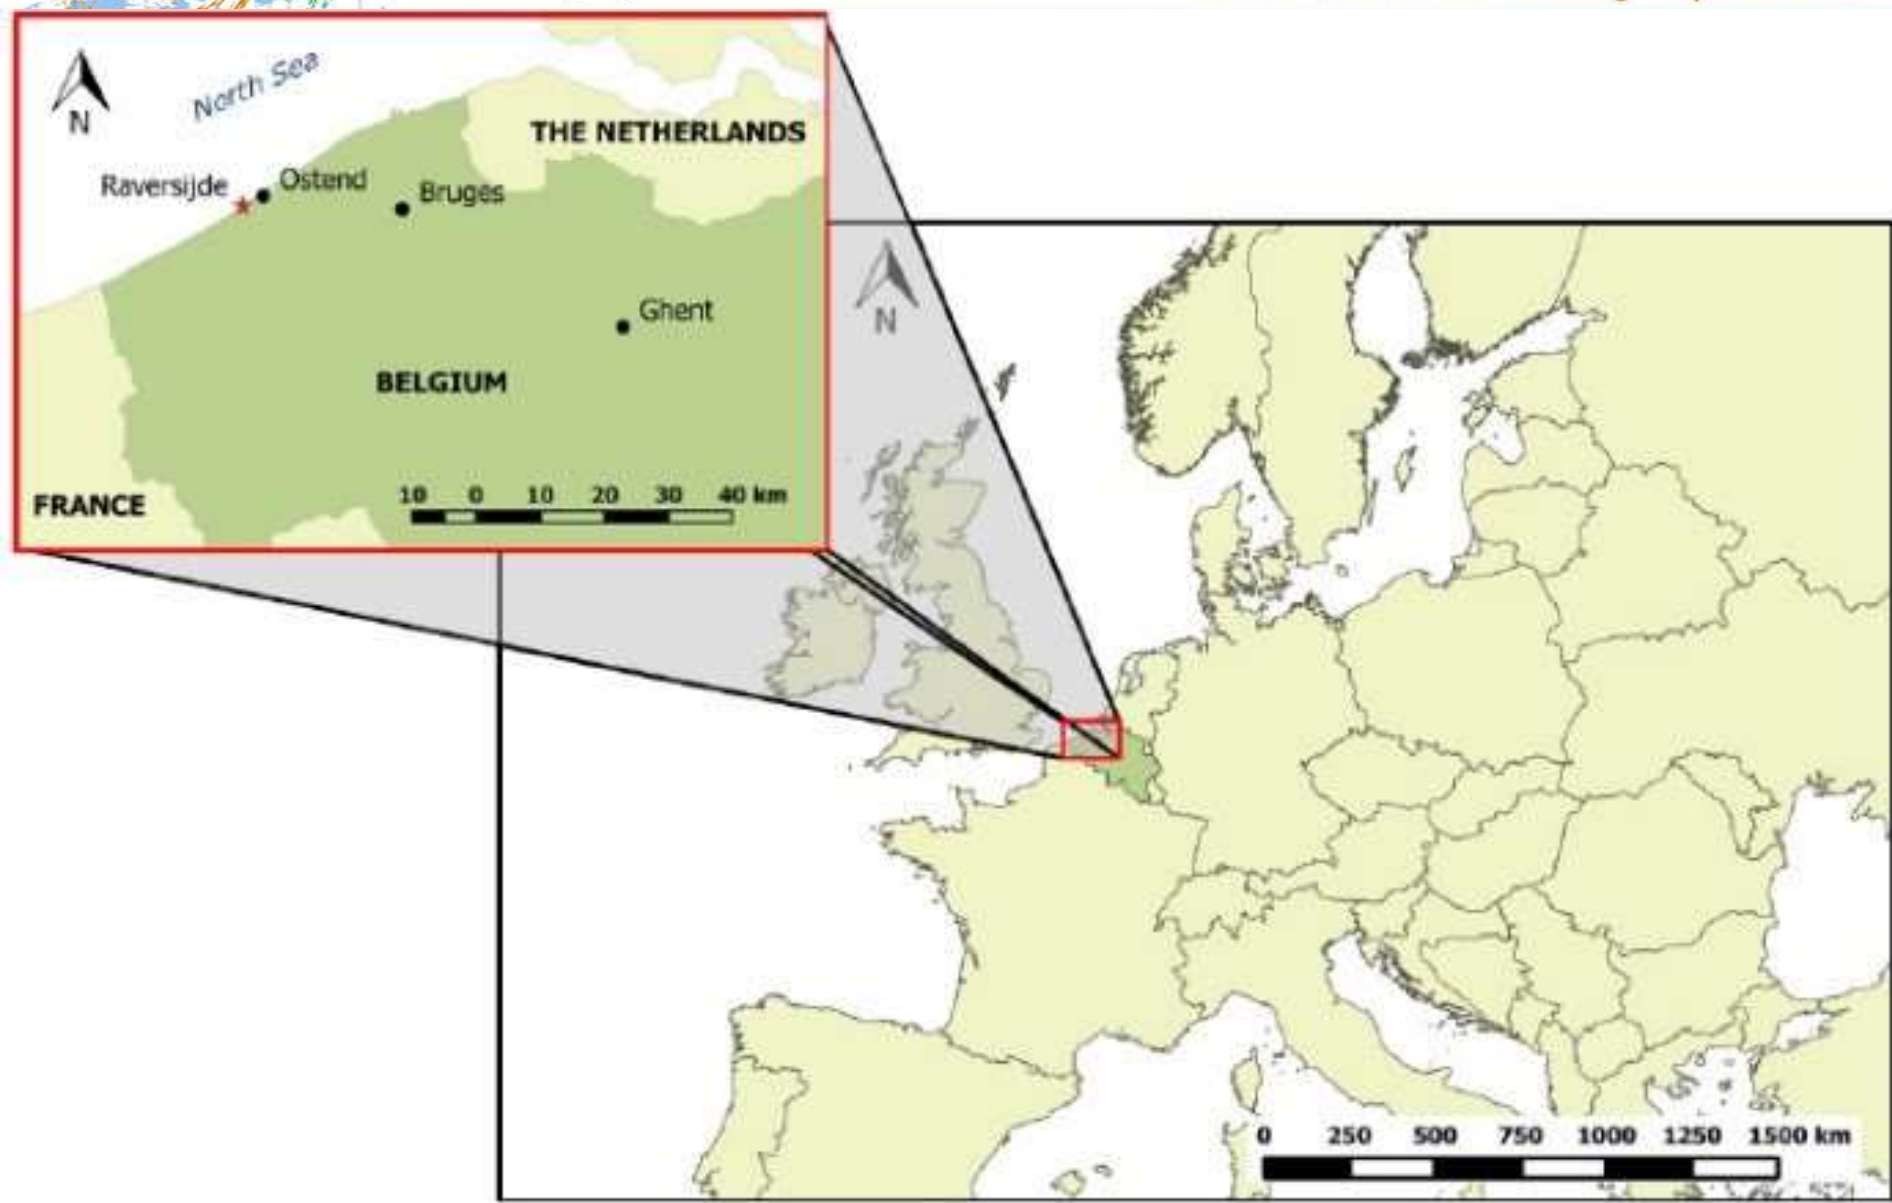 N
North Sea
THE NETHERLANDS
Raversijde
Ostend
Bruges
Ghent
BELGIUM
FRANCE
10 0 10 20 30 40 km
N
0 250 500 750 1000 1250 1500 km